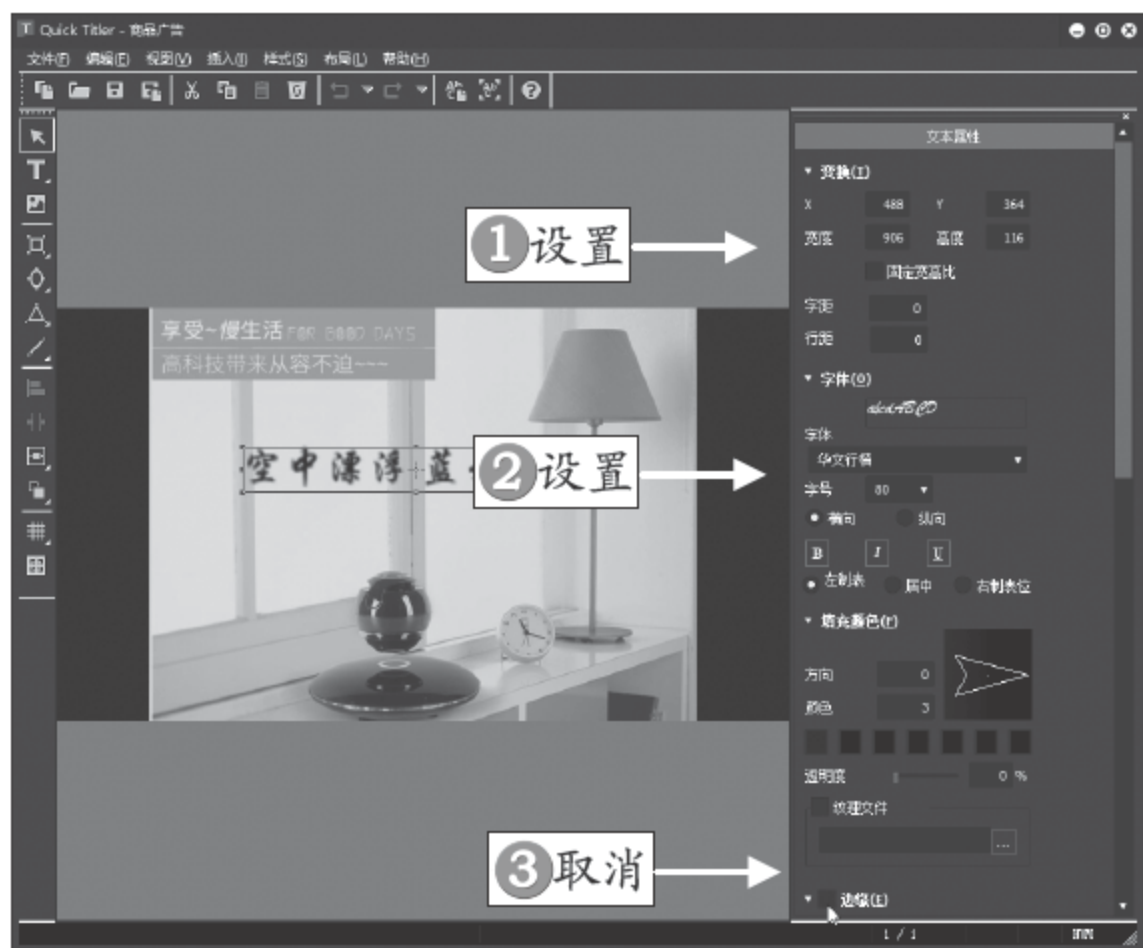 Quick Titler - 商品广告
文件(F) 编辑(E) 视图(V) 插入(I) 样式(S) 布局(L) 帮助(H)
文本属性
变换(I)
X 488 Y 364
宽度 906 高度 116
固定宽高比
字距 0
行距 0
字体(O)
abcdABCD
字体
华文行楷
字号 80
横向 纵向
B I U
左制表 居中 右制表位
填充颜色(F)
方向 0
颜色 3
透明度 0 %
纹理文件
...
边缘(E)
1 / 1
①设置
享受~慢生活 FOR GOOD DAYS
高科技带来从容不迫~~~
空中漂浮 蓝
②设置
③取消